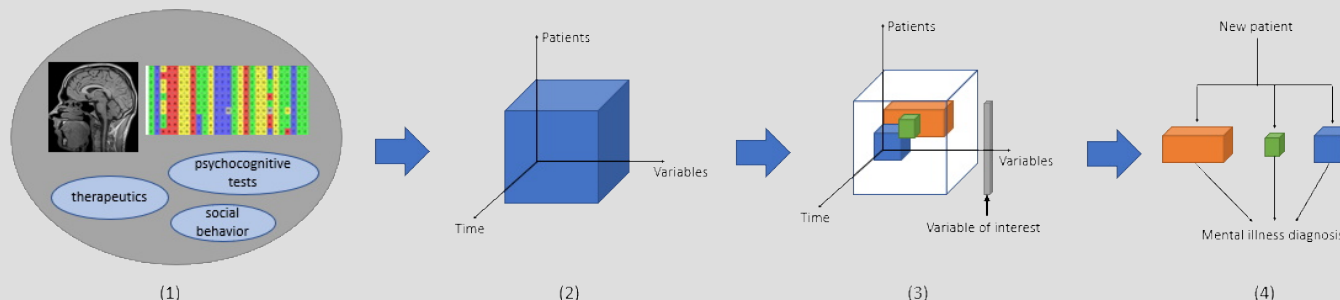 psychocognitive
tests
therapeutics
social
behavior
(1)
Patients
Variables
Time
(2)
Patients
Variables
Time
Variable of interest
(3)
New patient
Mental illness diagnosis
(4)